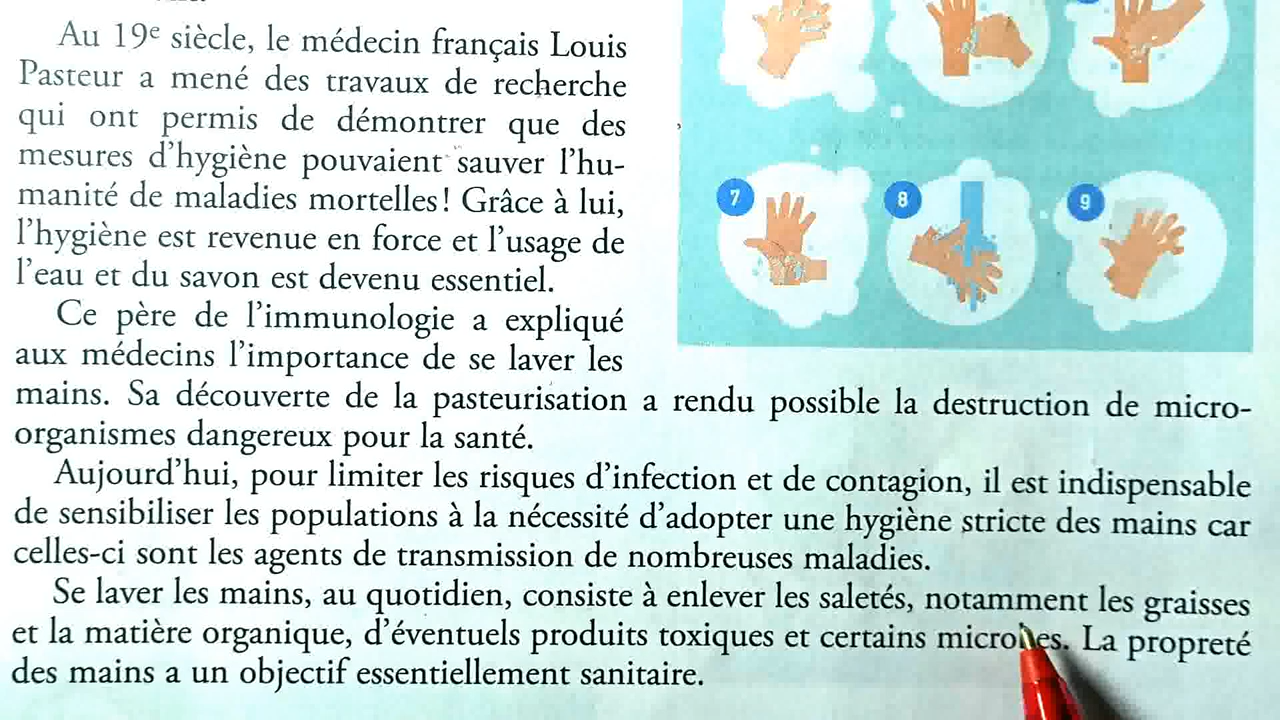 Au 19e siècle, le médecin français Louis
Pasteur a mené des travaux de recherche
qui ont permis de démontrer que des
mesures d'hygiène pouvaient sauver l'hu-
manité de maladies mortelles! Grâce à lui,
l'hygiène est revenue en force et l'usage de
l'eau et du savon est devenu essentiel.
Ce père de l'immunologie a expliqué
aux médecins l'importance de se laver les
mains. Sa découverte de la pasteurisation a rendu possible la destruction de micro-
organismes dangereux pour la santé.
Aujourd'hui, pour limiter les risques d'infection et de contagion, il est indispensable
de sensibiliser les populations à la nécessité d'adopter une hygiène stricte des mains car
celles-ci sont les agents de transmission de nombreuses maladies.
Se laver les mains, au quotidien, consiste à enlever les saletés, notamment les graisses
et la matière organique, d'éventuels produits toxiques et certains microbes. La propreté
des mains a un objectif essentiellement sanitaire.
7
8
9